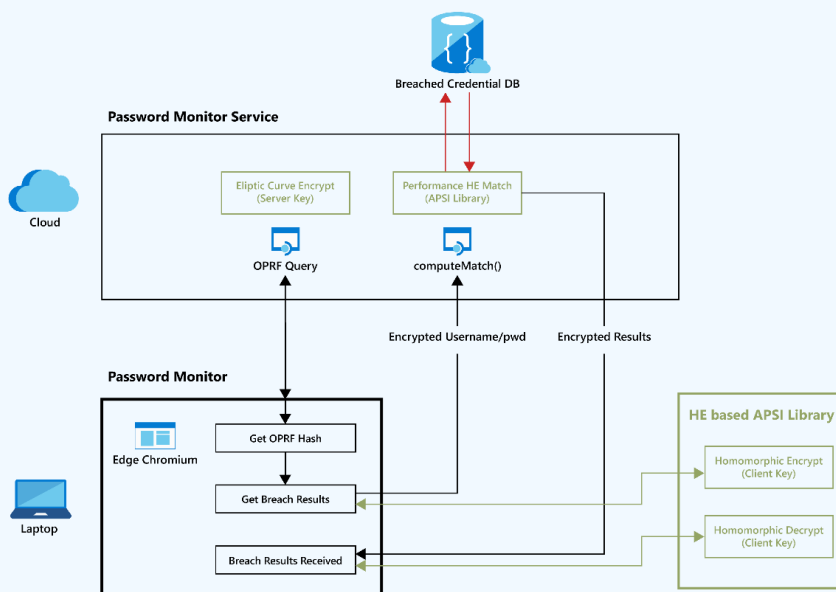 Breached Credential DB
Password Monitor Service
Eliptic Curve Encrypt
(Server Key)
Performance HE Match
(APSI Library)
Cloud
OPRF Query
computeMatch()
Encrypted Username/pwd
Encrypted Results
Password Monitor
HE based APSI Library
Get OPRF Hash
Edge Chromium
Homomorphic Encrypt
(Client Key)
Get Breach Results
Laptop
Homomorphic Decrypt
(Client Key)
Breach Results Received